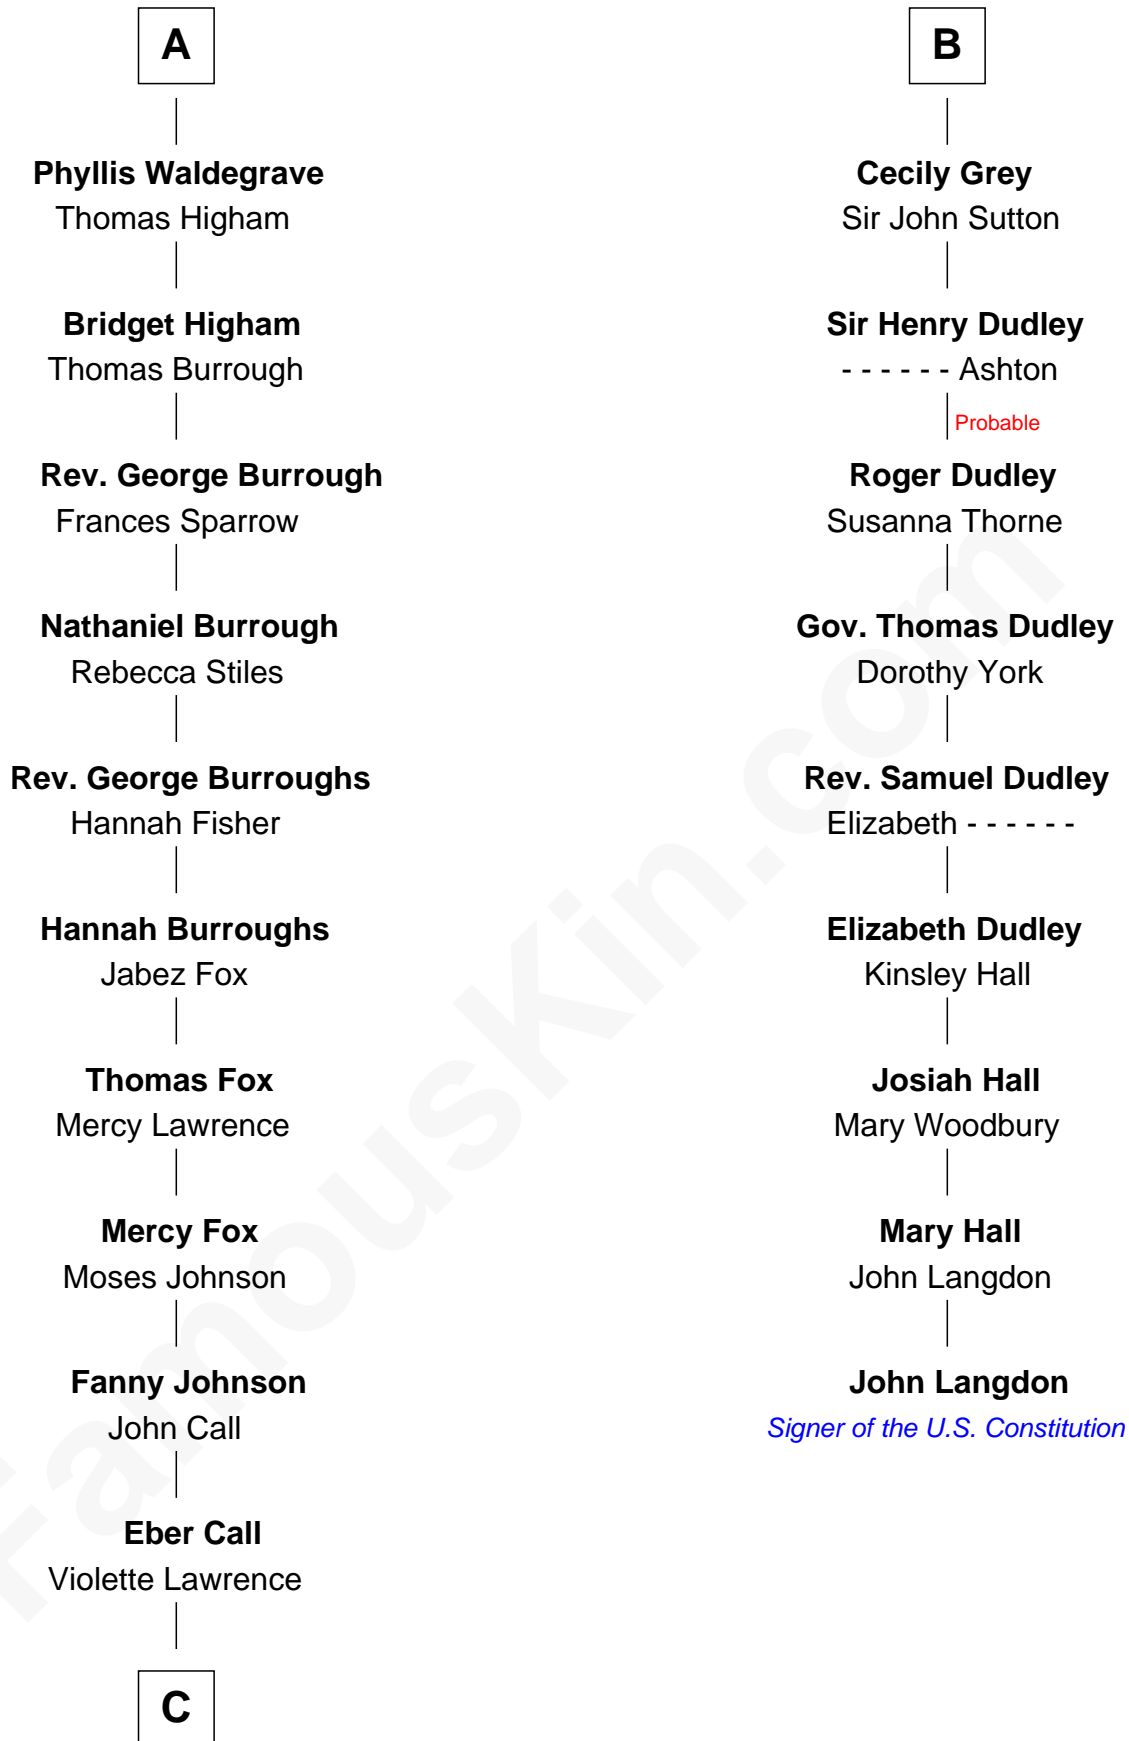 A
Phyllis Waldegrave
Thomas Higham
Bridget Higham
Thomas Burrough
Rev. George Burrough
Frances Sparrow
Nathaniel Burrough
Rebecca Stiles
Rev. George Burroughs
Hannah Fisher
Hannah Burroughs
Jabez Fox
Thomas Fox
Mercy Lawrence
Mercy Fox
Moses Johnson
Fanny Johnson
John Call
Eber Call
Violette Lawrence
C
B
Cecily Grey
Sir John Sutton
Sir Henry Dudley
- - - - - - Ashton
Probable
Roger Dudley
Susanna Thorne
Gov. Thomas Dudley
Dorothy York
Rev. Samuel Dudley
Elizabeth - - - - - -
Elizabeth Dudley
Kinsley Hall
Josiah Hall
Mary Woodbury
Mary Hall
John Langdon
John Langdon
Signer of the U.S. Constitution
FamousKin.com